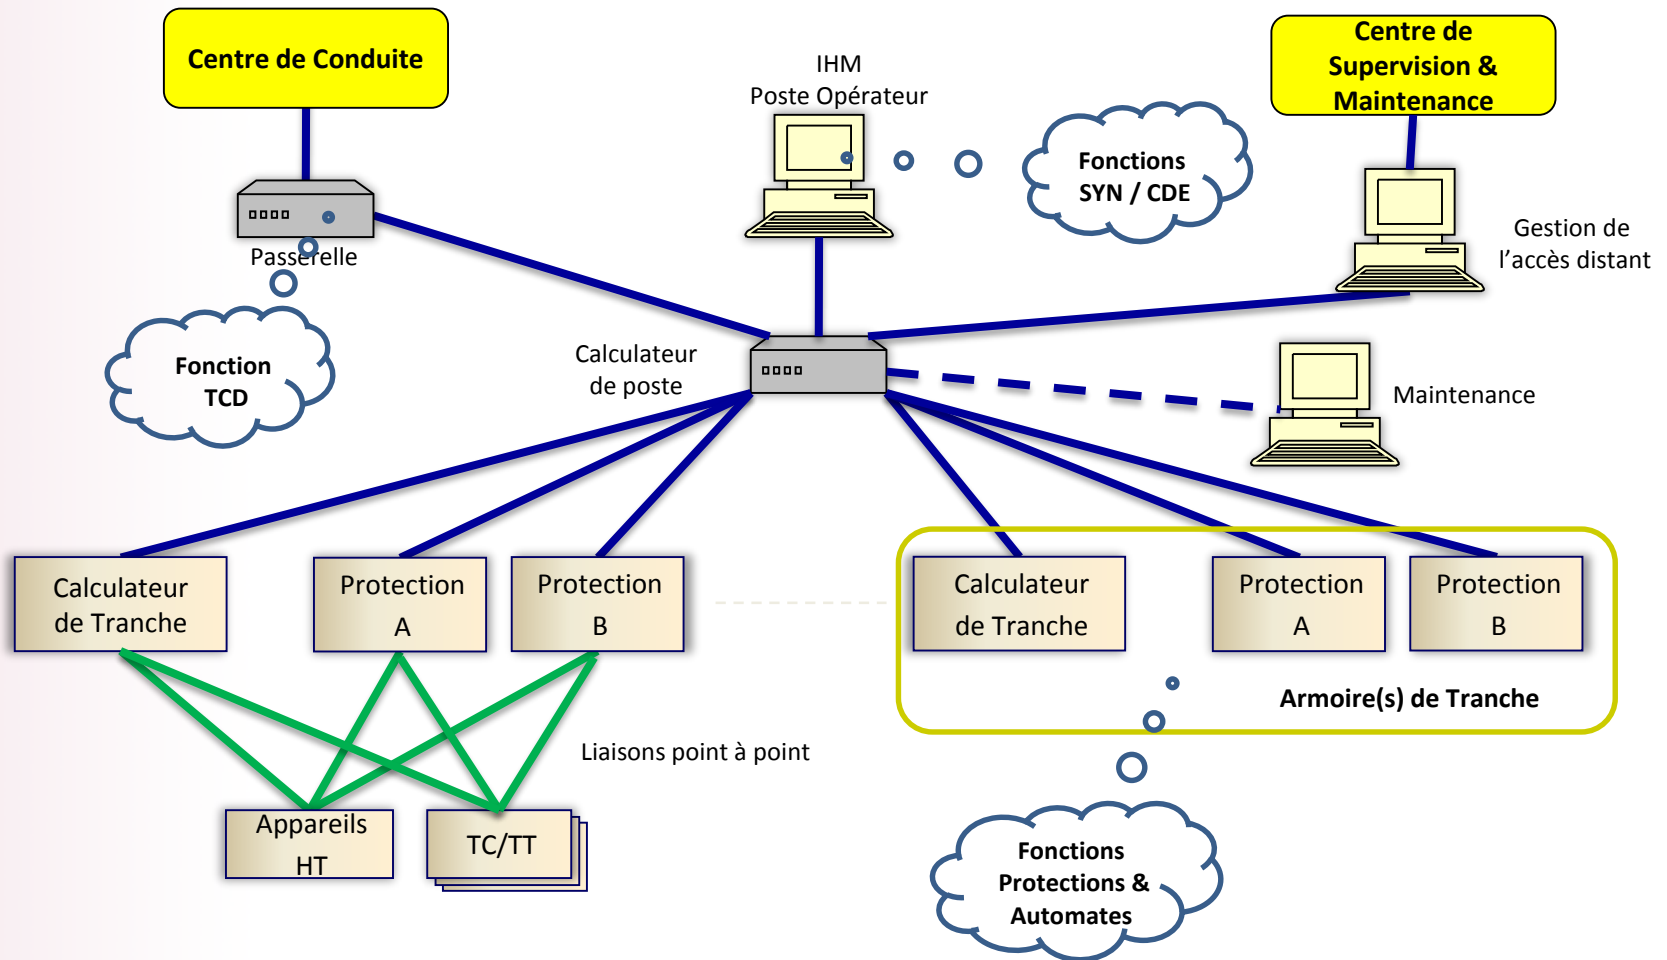 Centre de Conduite
IHM
Poste Opérateur
Centre de
Supervision &
Maintenance
Fonctions
SYN / CDE
Passerelle
Gestion de
l’accès distant
Fonction
TCD
Calculateur
de poste
Maintenance
Calculateur
de Tranche
Protection
A
Protection
B
Calculateur
de Tranche
Protection
A
Protection
B
Armoire(s) de Tranche
Liaisons point à point
Appareils
HT
TC/TT
Fonctions
Protections &
Automates